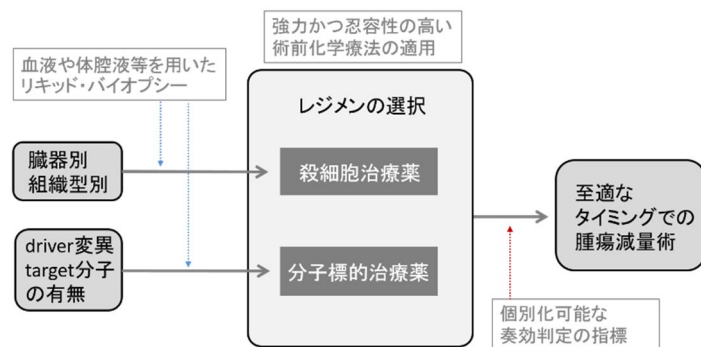 強力かつ忍容性の高い
術前化学療法の適用
血液や体腔液等を用いた
リキッド・バイオプシー
レジメンの選択
臓器別
組織型別
殺細胞治療薬
至適な
タイミングでの
腫瘍減量術
driver変異
target分子
の有無
分子標的治療薬
個別化可能な
奏効判定の指標